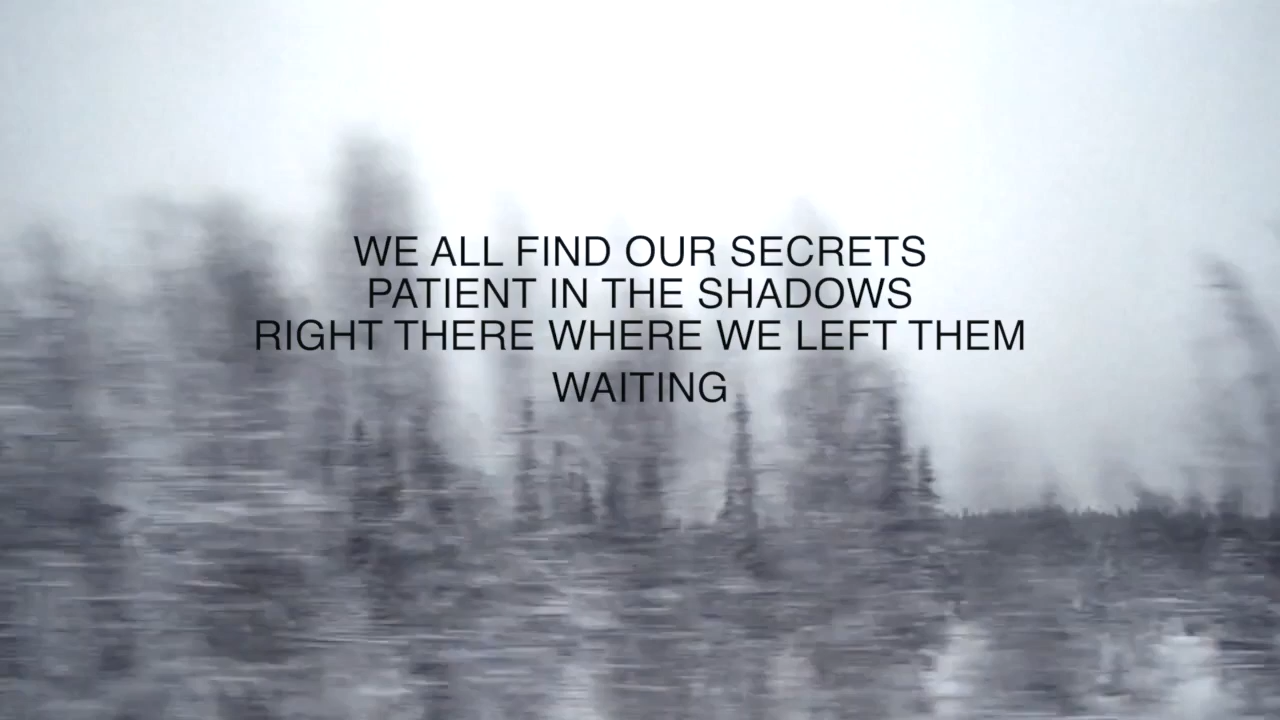 WE ALL FIND OUR SECRETS
PATIENT IN THE SHADOWS
RIGHT THERE WHERE WE LEFT THEM
WAITING